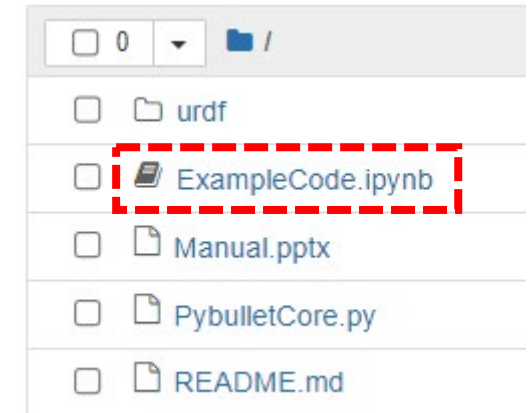 0 /
urdf
ExampleCode.ipynb
Manual.pptx
PybulletCore.py
README.md